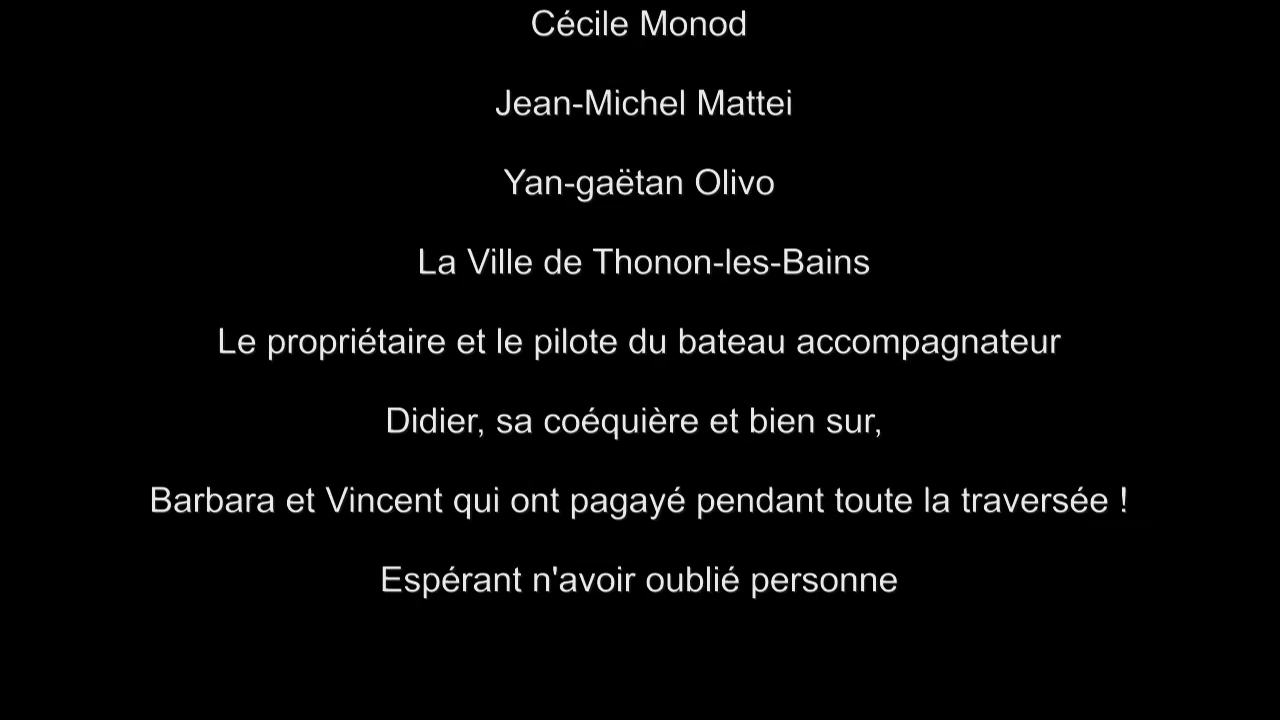 Cécile Monod
Jean-Michel Mattei
Yan-gaëtan Olivo
La Ville de Thonon-les-Bains
Le propriétaire et le pilote du bateau accompagnateur
Didier, sa coéquière et bien sur,
Barbara et Vincent qui ont pagayé pendant toute la traversée !
Espérant n'avoir oublié personne